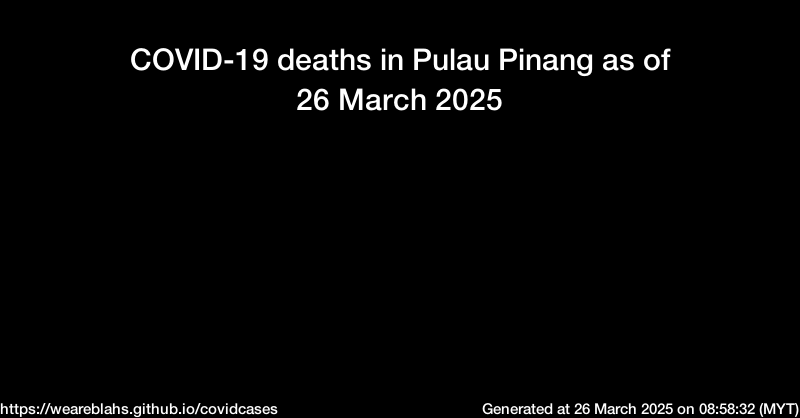 COVID-19 deaths in Pulau Pinang as of
26 March 2025
https://weareblahs.github.io/covidcases
Generated at 26 March 2025 on 08:58:32 (MYT)